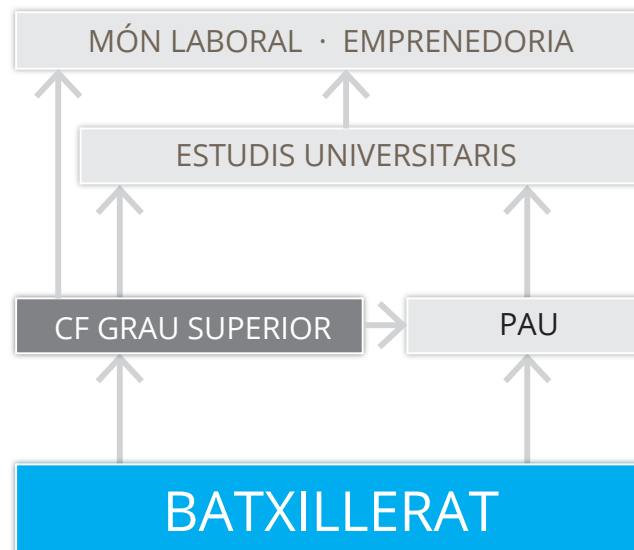 MÓN LABORAL · EMPRENEDORIA
ESTUDIS UNIVERSITARIS
CF GRAU SUPERIOR
PAU
BATXILLERAT